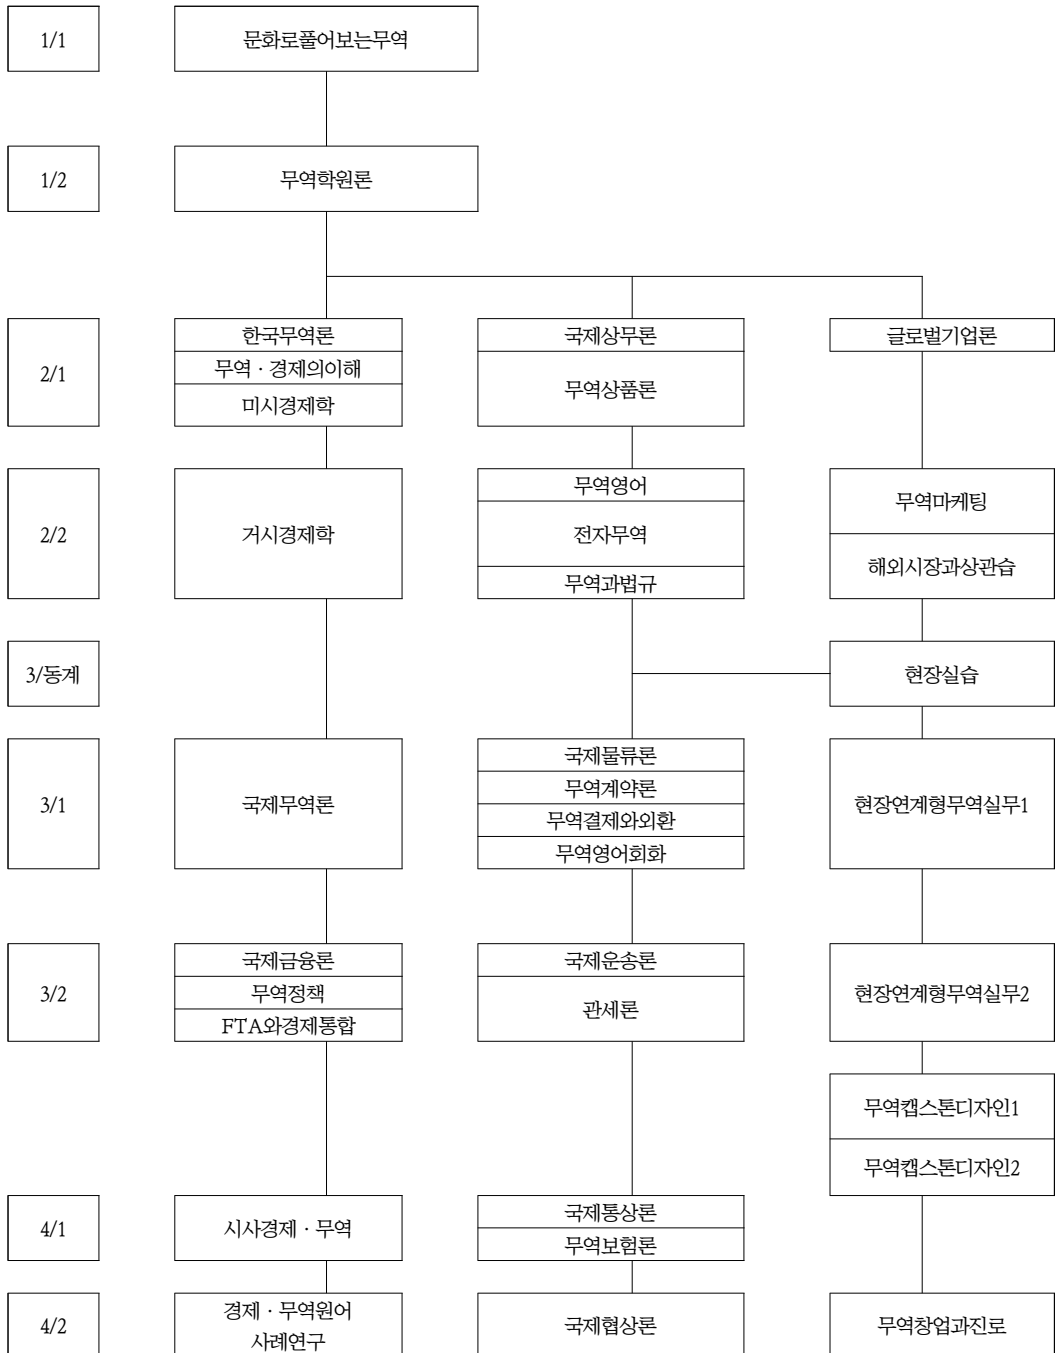 1/1
문화로풀어보는무역
1/2
무역학원론
2/1
한국무역론
무역 · 경제의이해
미시경제학
국제상무론
무역상품론
글로벌기업론
2/2
거시경제학
무역영어
전자무역
무역과법규
무역마케팅
해외시장과상관습
3/동계
현장실습
3/1
국제무역론
국제물류론
무역계약론
무역결제와외환
무역영어회화
현장연계형무역실무1
3/2
국제금융론
무역정책
FTA와경제통합
국제운송론
관세론
현장연계형무역실무2
무역캡스톤디자인1
무역캡스톤디자인2
4/1
시사경제 · 무역
국제통상론
무역보험론
4/2
경제 · 무역원어
사례연구
국제협상론
무역창업과진로